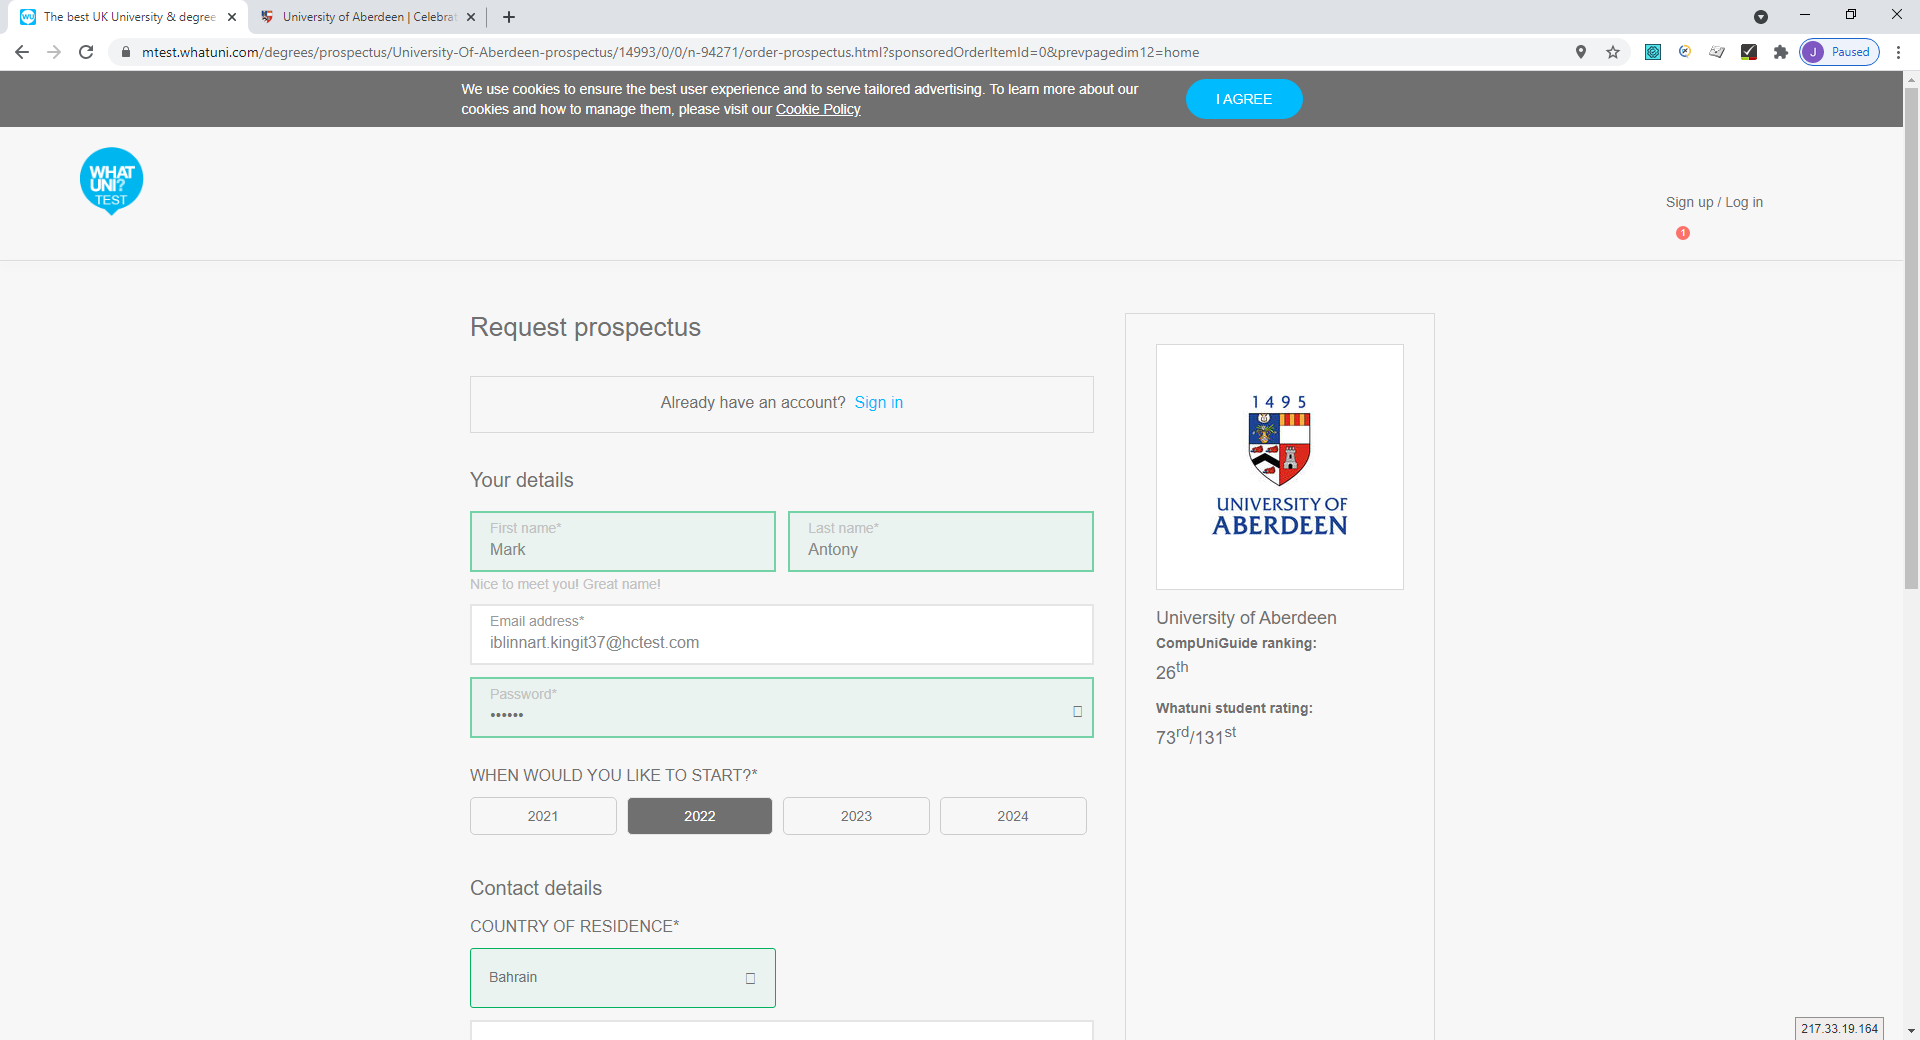 The best UK University & degree
University of Aberdeen | Celebrat
mtest.whatuni.com/degrees/prospectus/University-Of-Aberdeen-prospectus/14993/0/0/n-94271/order-prospectus.html?sponsoredOrderItemId=0&prevpagedim12=home
J Paused
We use cookies to ensure the best user experience and to serve tailored advertising. To learn more about our
cookies and how to manage them, please visit our Cookie Policy
I AGREE
WHAT
UNI?
TEST
Sign up / Log in
1
Request prospectus
Already have an account? Sign in
Your details
First name*
Mark
Last name*
Antony
Nice to meet you! Great name!
Email address*
iblinnart.kingit37@hctest.com
Password*
••••••
WHEN WOULD YOU LIKE TO START?*
2021
2022
2023
2024
Contact details
COUNTRY OF RESIDENCE*
Bahrain
1495
UNIVERSITY OF
ABERDEEN
University of Aberdeen
CompUniGuide ranking:
26th
Whatuni student rating:
73rd/131st
217.33.19.164